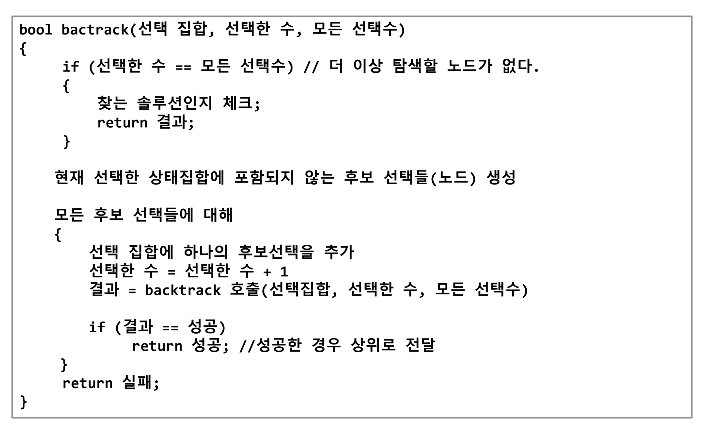 bool bactrack(선택 집합, 선택한 수, 모든 선택수)
{
if (선택한 수 == 모든 선택수) // 더 이상 탐색할 노드가 없다.
{
찾는 솔루션인지 체크;
return 결과;
}
현재 선택한 상태집합에 포함되지 않는 후보 선택들(노드) 생성
모든 후보 선택들에 대해
{
선택 집합에 하나의 후보선택을 추가
선택한 수 = 선택한 수 + 1
결과 = backtrack 호출(선택집합, 선택한 수, 모든 선택수)
if (결과 == 성공)
return 성공; //성공한 경우 상위로 전달
}
return 실패;
}